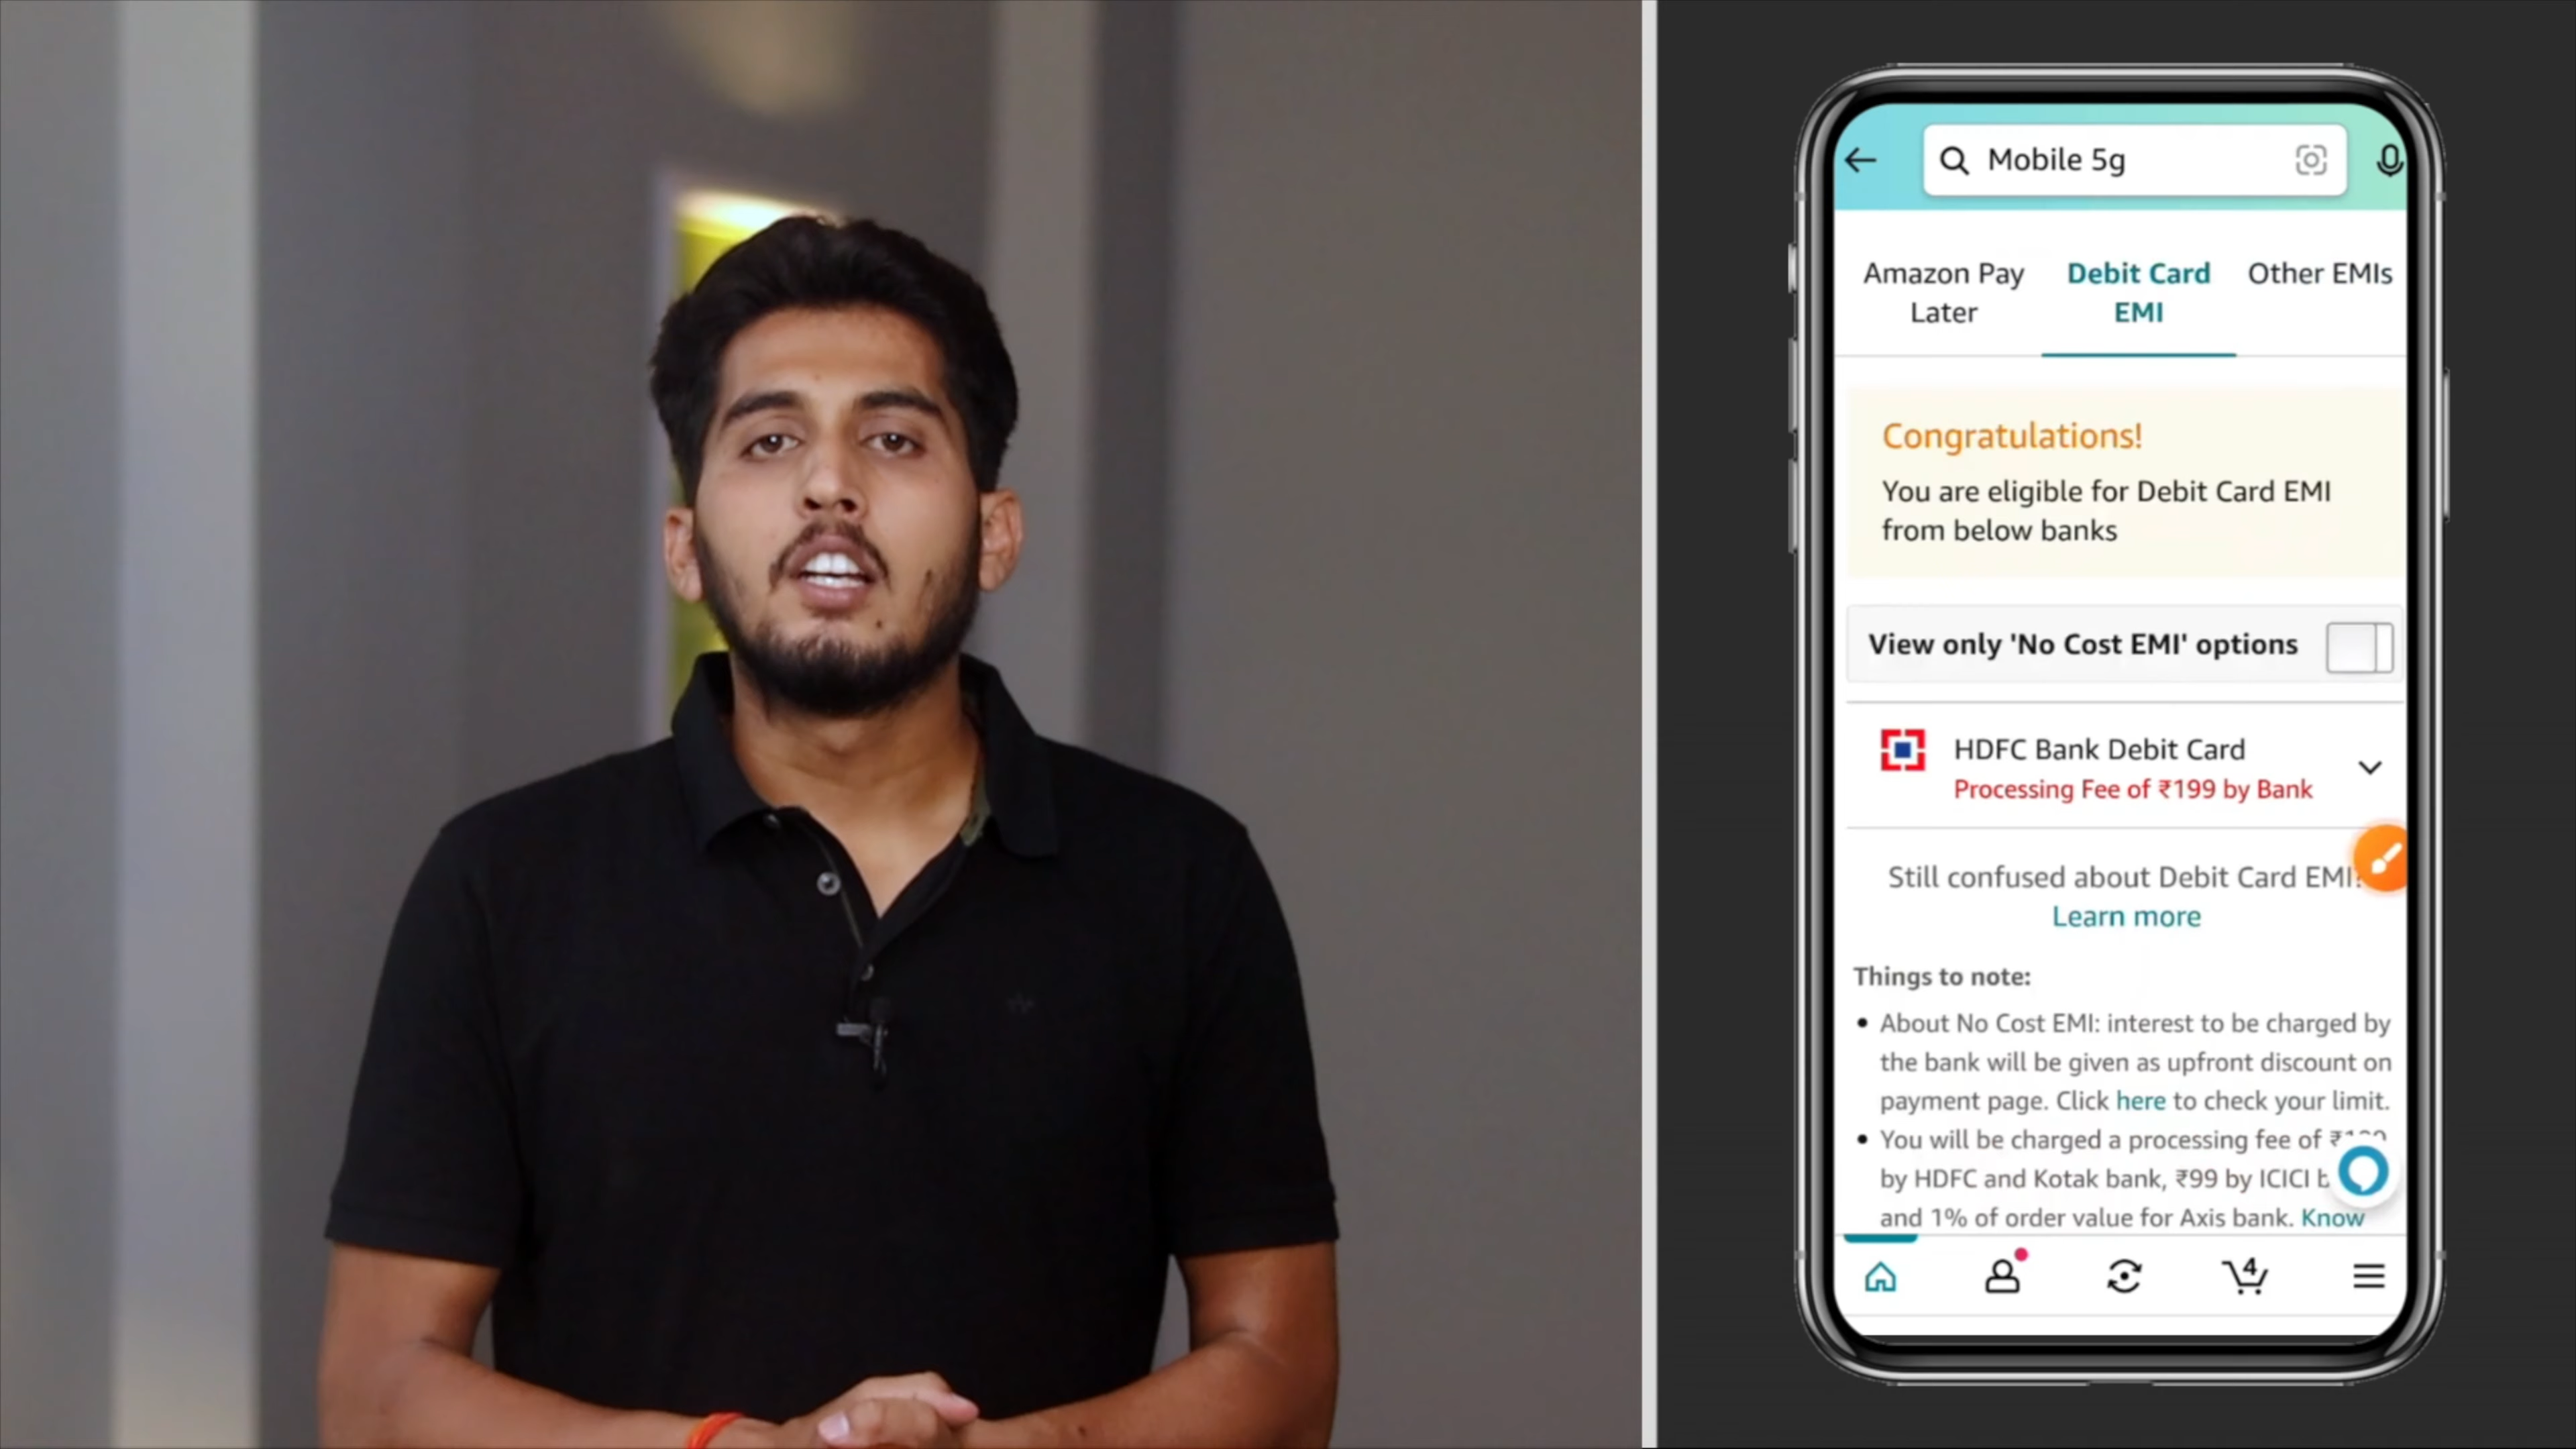 Mobile 5g
Amazon Pay
Later
Debit Card
EMI
Other EMIs
Congratulations!
You are eligible for Debit Card EMI
from below banks
View only 'No Cost EMI' options
HDFC Bank Debit Card
Processing Fee of ₹199 by Bank
Still confused about Debit Card EMI?
Learn more
Things to note:
• About No Cost EMI: interest to be charged by
the bank will be given as upfront discount on
payment page. Click here to check your limit.
• You will be charged a processing fee of
by HDFC and Kotak bank, ₹99 by ICICI
and 1% of order value for Axis bank. Know
4